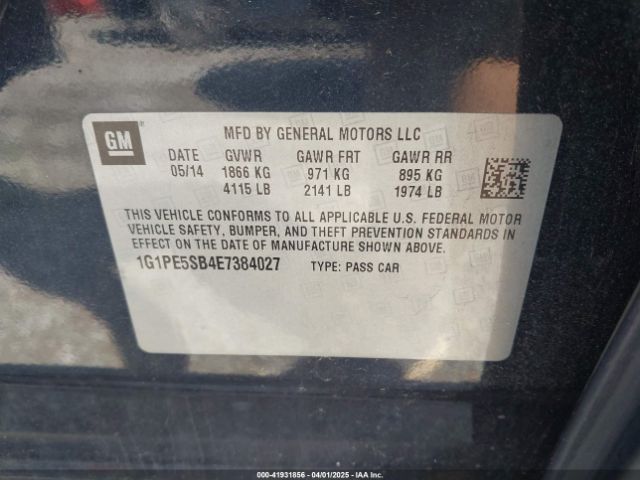 GM ®
MFD BY GENERAL MOTORS LLC
DATE GVWR GAWR FRT GAWR RR
05/14 1866 KG 971 KG 895 KG
4115 LB 2141 LB 1974 LB
THIS VEHICLE CONFORMS TO ALL APPLICABLE U.S. FEDERAL MOTOR
VEHICLE SAFETY, BUMPER, AND THEFT PREVENTION STANDARDS
IN EFFECT ON THE DATE OF MANUFACTURE SHOWN ABOVE.
1G1PE5SB4E7384027 TYPE: PASS CAR
©IAA-41931856 - 04/01/2025 - IAA Inc.